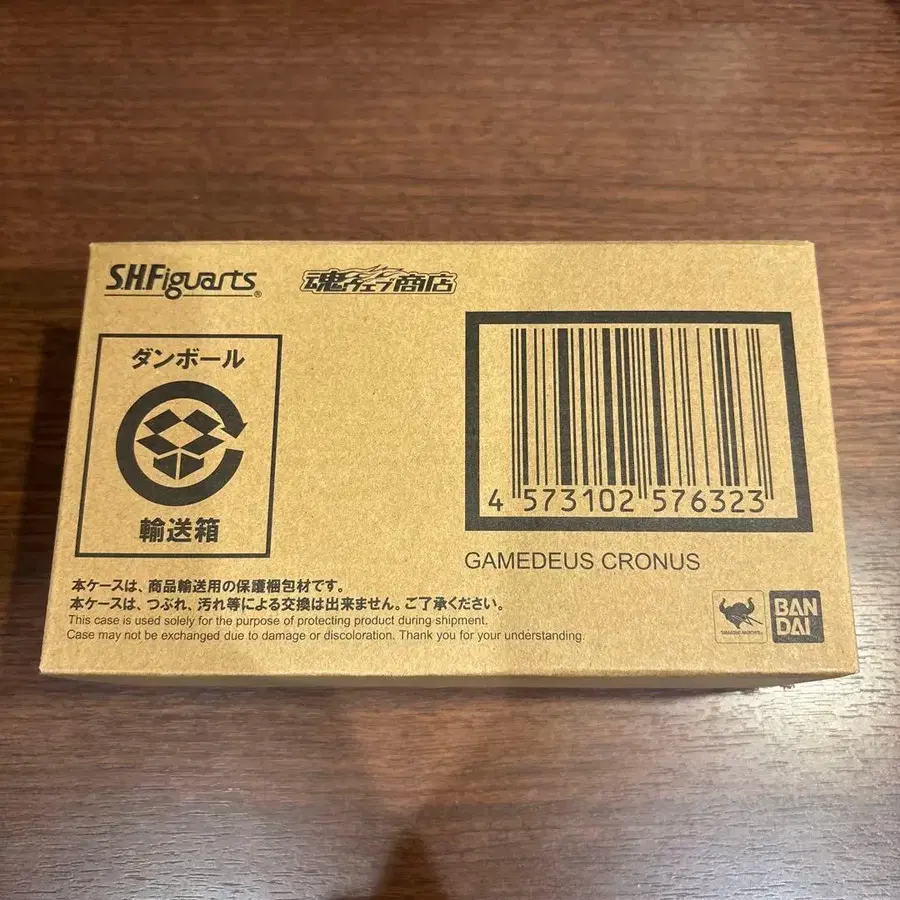 S.H.Figuarts®
魂ウェブ商店
ダンボール
輸送箱
4 573102 576323
GAMEDEUS CRONUS
本ケースは、商品輸送用の保護梱包材です。
本ケースは、つぶれ、汚れ等による交換は出来ません。ご了承ください。
This case is used solely for the purpose of protecting product during shipment.
Case may not be exchanged due to damage or discoloration. Thank you for your understanding.
TAMASHII NATIONS
BAN
DAI